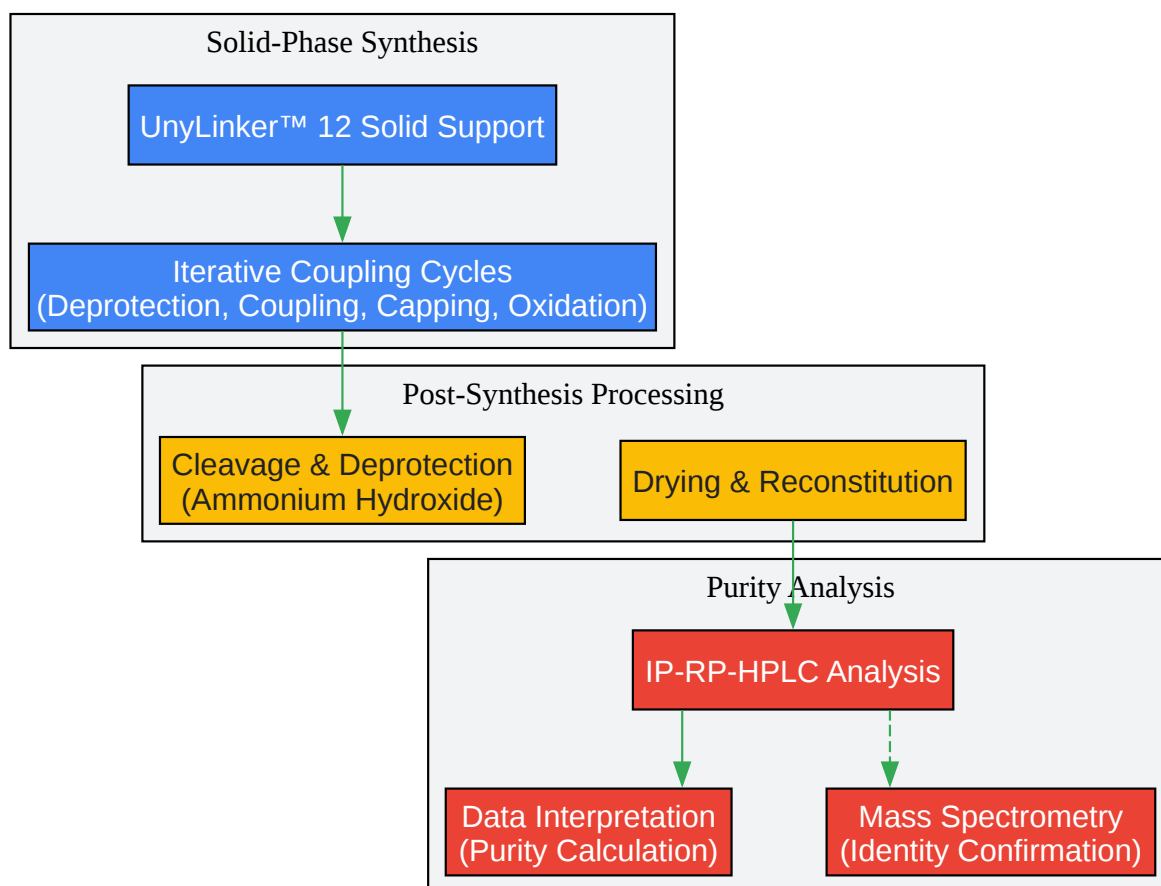 Solid-Phase Synthesis
UnyLinker™ 12 Solid Support
Iterative Coupling Cycles
(Deprotection, Coupling, Capping, Oxidation)
Post-Synthesis Processing
Cleavage & Deprotection
(Ammonium Hydroxide)
Drying & Reconstitution
Purity Analysis
IP-RP-HPLC Analysis
Data Interpretation
(Purity Calculation)
Mass Spectrometry
(Identity Confirmation)